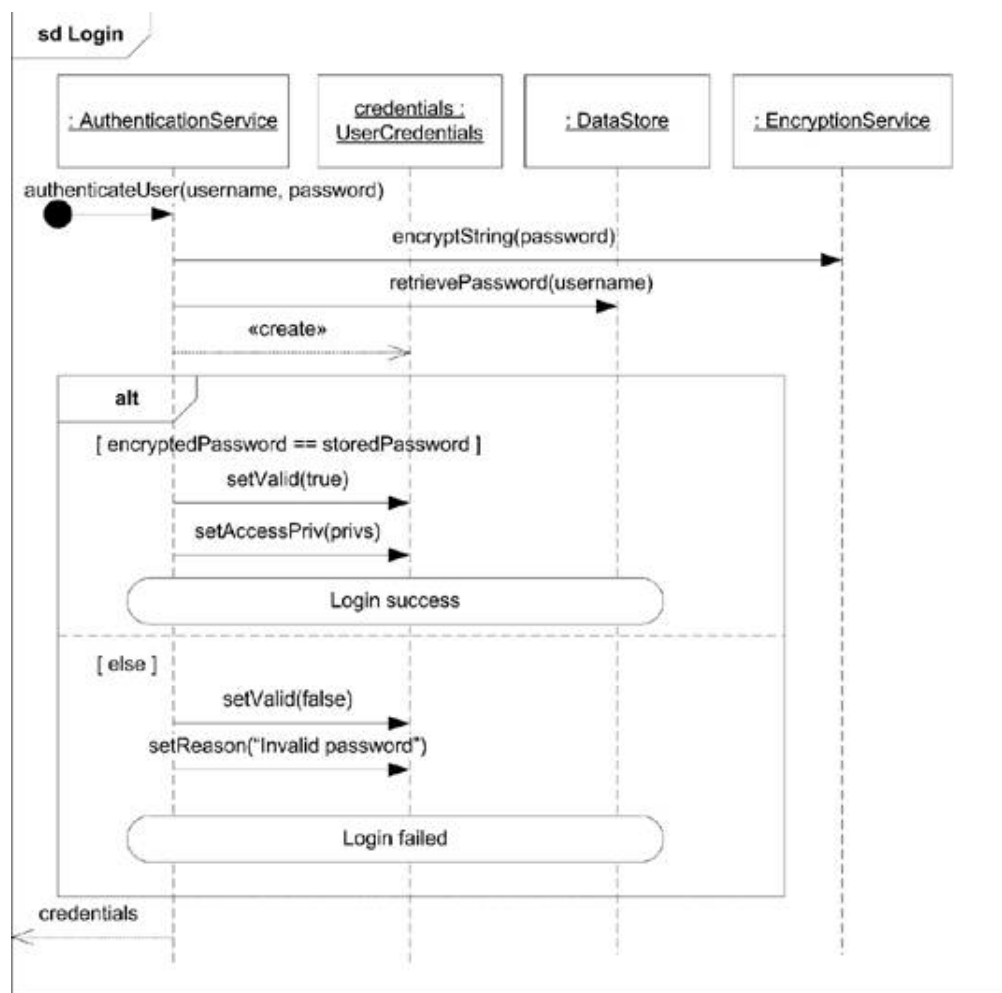 sd Login
: AuthenticationService
credentials :
UserCredentials
: DataStore
: EncryptionService
authenticateUser(username, password)
encryptString(password)
retrievePassword(username)
«create»
alt
[ encryptedPassword == storedPassword ]
setValid(true)
setAccessPriv(privs)
Login success
[ else ]
setValid(false)
setReason("Invalid password")
Login failed
credentials